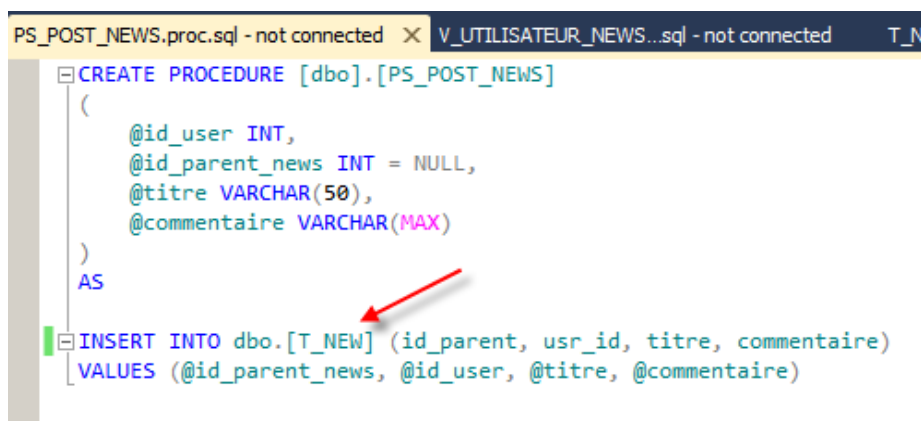 PS_POST_NEWS.proc.sql - not connected V_UTILISATEUR_NEWS...sql - not connected T_N
CREATE PROCEDURE [dbo].[PS_POST_NEWS]
(
@id_user INT,
@id_parent_news INT = NULL,
@titre VARCHAR(50),
@commentaire VARCHAR(MAX)
)
AS
INSERT INTO dbo.[T_NEW] (id_parent, usr_id, titre, commentaire)
VALUES (@id_parent_news, @id_user, @titre, @commentaire)